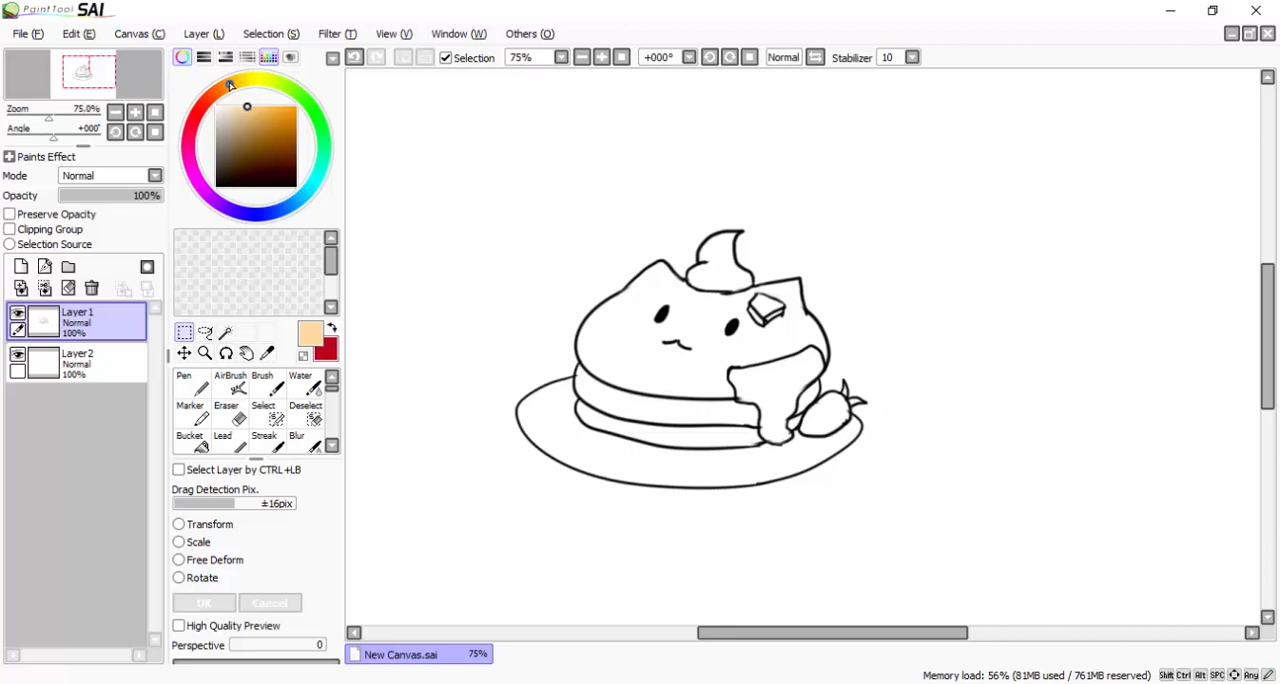 PaintTool SAI
File (F) Edit (E) Canvas (C) Layer (L) Selection (S) Filter (T) View (V) Window (W) Others (O)
Selection 75% +000° Normal Stabilizer 10
Zoom 75.0%
Angle +000°
Paints Effect
Mode Normal
Opacity 100%
Preserve Opacity
Clipping Group
Selection Source
Layer1
Normal
100%
Layer2
Normal
100%
Pen AirBrush Brush Water
Marker Eraser Select Deselect
Bucket Lead Streak Blur
Select Layer by CTRL+LB
Drag Detection Pix.
±16pix
Transform
Scale
Free Deform
Rotate
OK Cancel
High Quality Preview
Perspective 0
New Canvas.sai 75%
Memory load: 56% (81MB used / 761MB reserved) Shift Ctrl Alt SPC Any